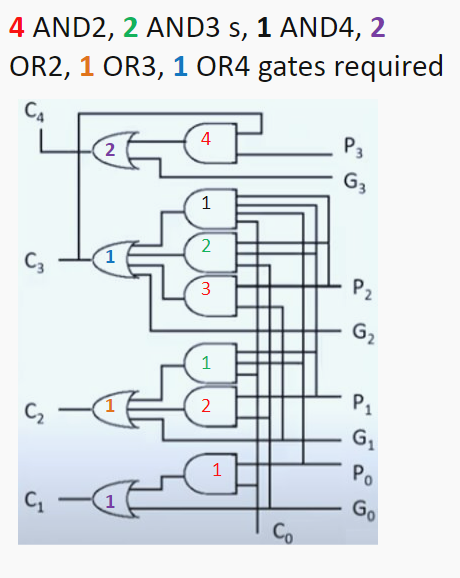 4 AND2, 2 AND3 s, 1 AND4, 2
OR2, 1 OR3, 1 OR4 gates required
C4
4
2
P3
G3
1
2
C3
1
3
P2
G2
1
C2
1
2
P1
G1
1
P0
C1
1
G0
C0